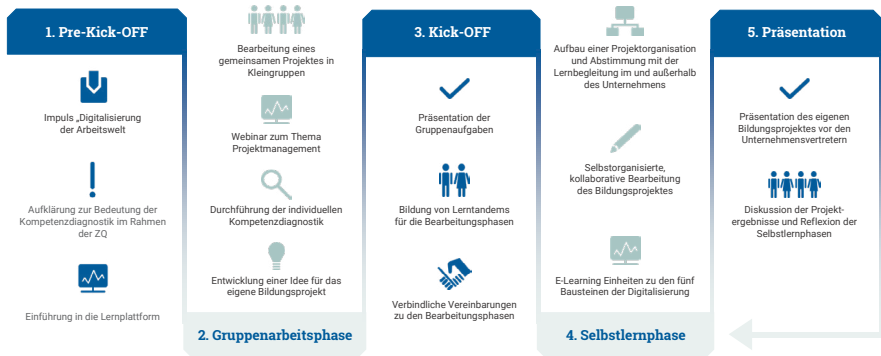 1. Pre-Kick-OFF
Impuls „Digitalisierung
der Arbeitswelt
Aufklärung zur Bedeutung der
Kompetenzdiagnostik im Rahmen
der ZQ
Einführung in die Lernplattform
Bearbeitung eines
gemeinsamen Projektes in
Kleingruppen
Webinar zum Thema
Projektmanagement
Durchführung der individuellen
Kompetenzdiagnostik
Entwicklung einer Idee für das
eigene Bildungsprojekt
2. Gruppenarbeitsphase
3. Kick-OFF
Präsentation der
Gruppenaufgaben
Bildung von Lerntandems
für die Bearbeitungsphasen
Verbindliche Vereinbarungen
zu den Bearbeitungsphasen
Aufbau einer Projektorganisation
und Abstimmung mit der
Lernbegleitung im und außerhalb
des Unternehmens
Selbstorganisierte,
kollaborative Bearbeitung
des Bildungsprojektes
E-Learning Einheiten zu den fünf
Bausteinen der Digitalisierung
4. Selbstlernphase
5. Präsentation
Präsentation des eigenen
Bildungsprojektes vor den
Unternehmensvertretern
Diskussion der Projekt-
ergebnisse und Reflexion der
Selbstlernphasen